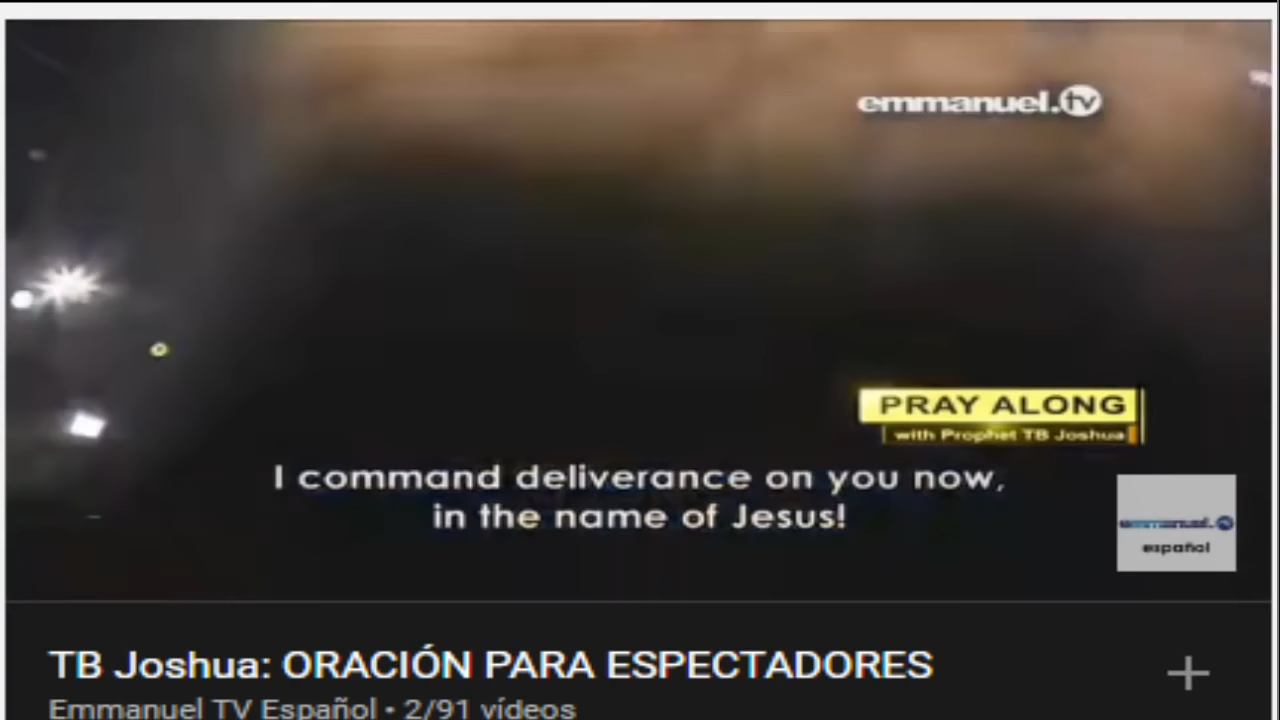 emmanuel.tv
PRAY ALONG
with Prophet TB Joshua
I command deliverance on you now,
in the name of Jesus!
emmanuel.tv
español
TB Joshua: ORACIÓN PARA ESPECTADORES
Emmanuel TV Español • 2/91 vídeos